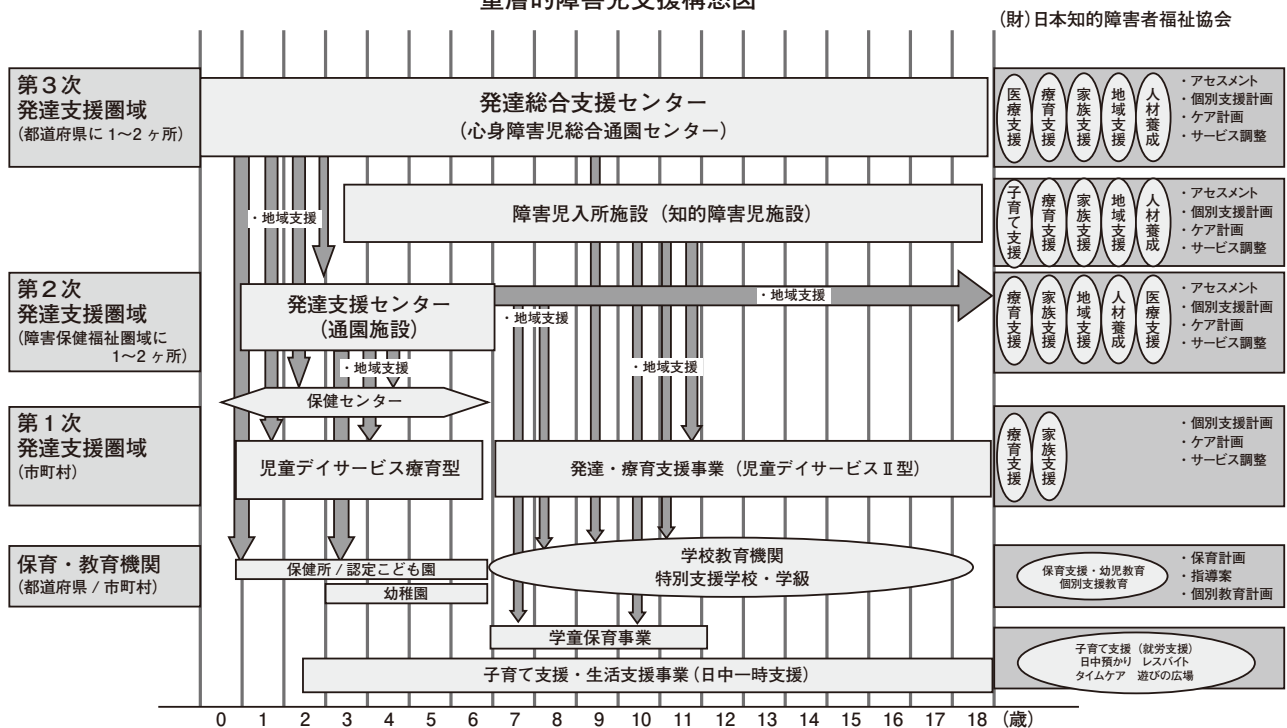 重層的障害児支援構想図
(財)日本知的障害者福祉協会
第3次
発達支援圏域
(都道府県に 1〜2 ヶ所)
発達総合支援センター
(心身障害児総合通園センター)
医療支援
療育支援
家族支援
地域支援
人材養成
・アセスメント
・個別支援計画
・ケア計画
・サービス調整
・地域支援
障害児入所施設(知的障害児施設)
子育て支援
療育支援
家族支援
地域支援
人材養成
・アセスメント
・個別支援計画
・ケア計画
・サービス調整
第2次
発達支援圏域
(障害保健福祉圏域に
1〜2 ヶ所)
発達支援センター
(通園施設)
・地域支援
・地域支援
療育支援
家族支援
地域支援
人材養成
医療支援
・アセスメント
・個別支援計画
・ケア計画
・サービス調整
・地域支援
・地域支援
保健センター
第1次
発達支援圏域
(市町村)
児童デイサービス療育型
発達・療育支援事業(児童デイサービスⅡ型)
療育支援
家族支援
・個別支援計画
・ケア計画
・サービス調整
保育・教育機関
(都道府県 / 市町村)
保健所 / 認定こども園
幼稚園
学校教育機関
特別支援学校・学級
保育支援・幼児教育
個別支援教育
・保育計画
・指導案
・個別教育計画
学童保育事業
子育て支援・生活支援事業(日中一時支援)
子育て支援(就労支援)
日中預かり レスパイト
タイムケア 遊びの広場
0 1 2 3 4 5 6 7 8 9 10 11 12 13 14 15 16 17 18 (歳)